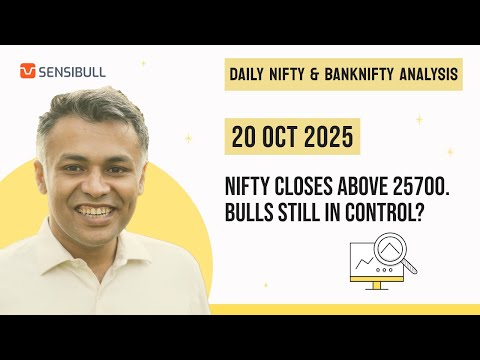 SENSIBULL
DAILY NIFTY & BANKNIFTY ANALYSIS
20 OCT 2025
NIFTY CLOSES ABOVE 25700.
BULLS STILL IN CONTROL?